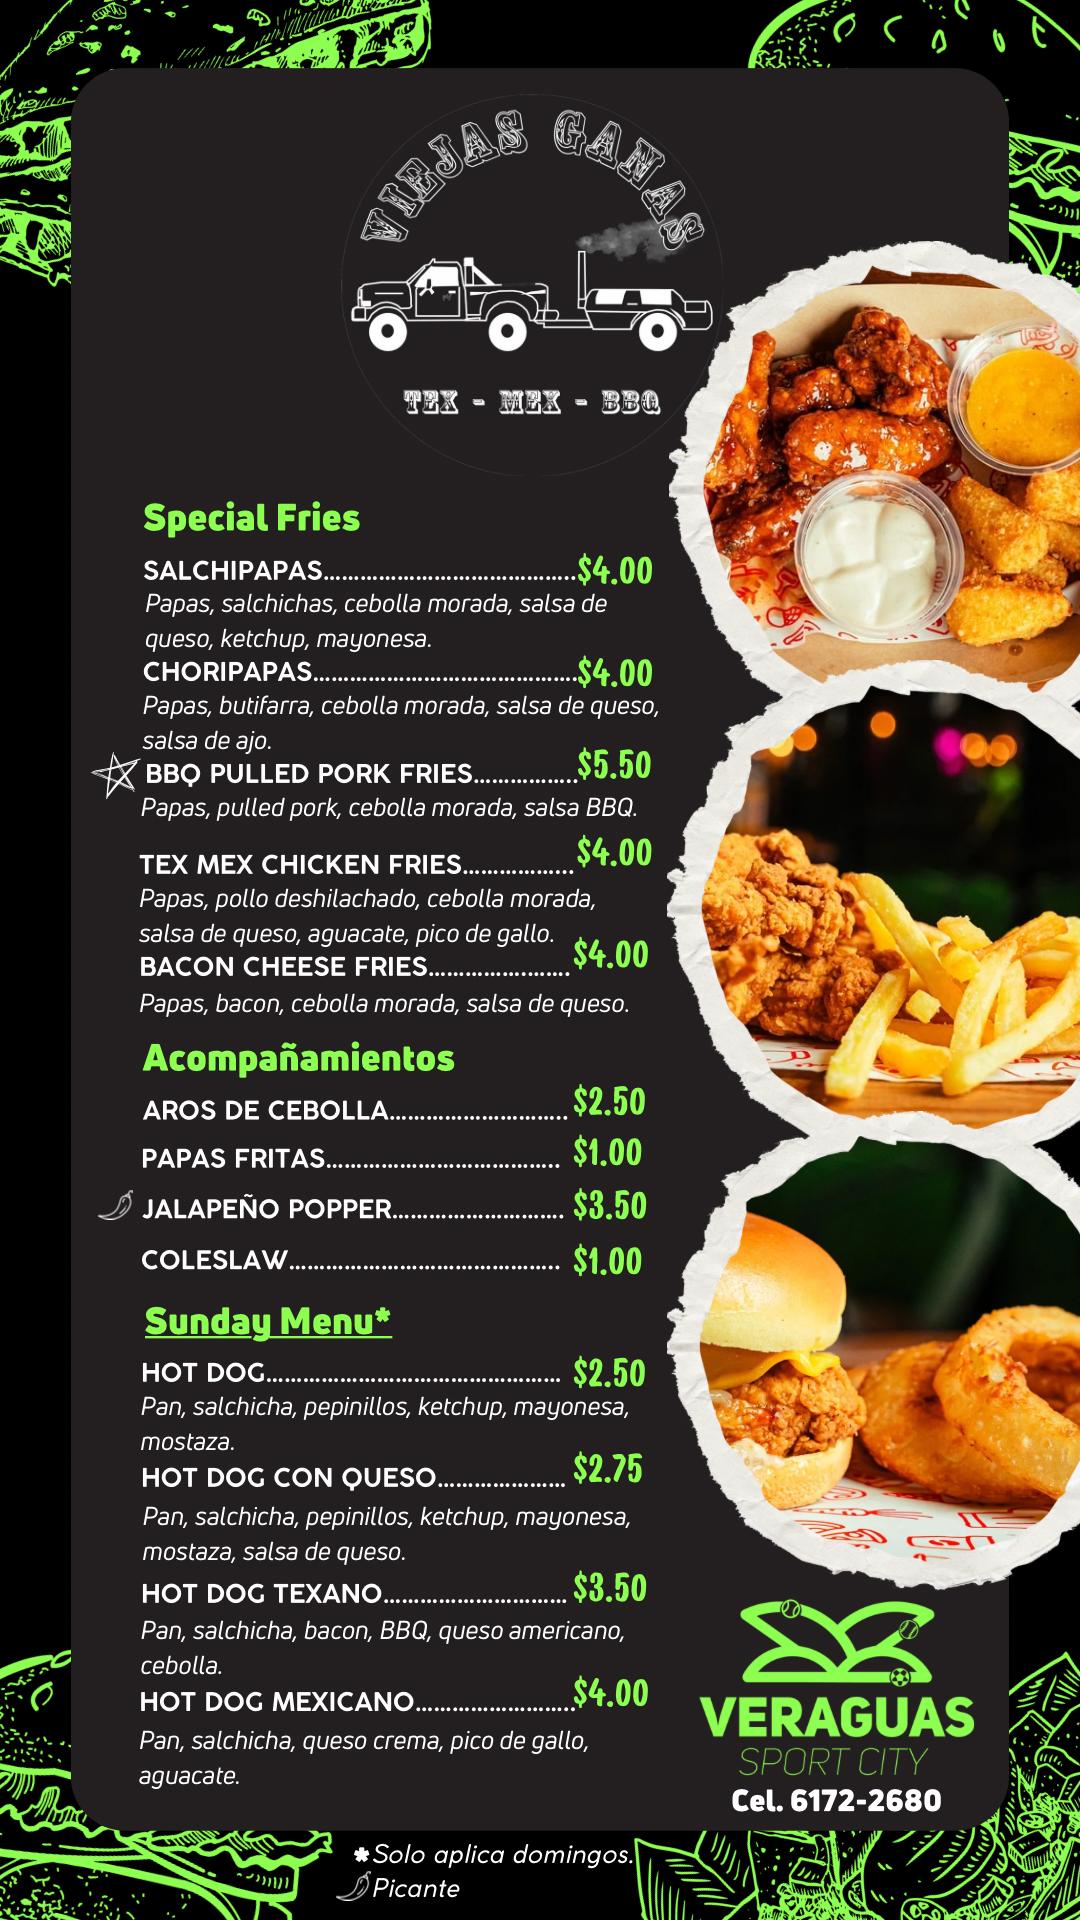 VIEJAS GANAS
TEX - MEX - BBQ
Special Fries
SALCHIPAPAS.......................................$4.00
Papas, salchichas, cebolla morada, salsa de
queso, ketchup, mayonesa.
CHORIPAPAS.........................................$4.00
Papas, butifarra, cebolla morada, salsa de queso,
salsa de ajo.
BBQ PULLED PORK FRIES................$5.50
Papas, pulled pork, cebolla morada, salsa BBQ.
TEX MEX CHICKEN FRIES..................$4.00
Papas, pollo deshilachado, cebolla morada,
salsa de queso, aguacate, pico de gallo.
BACON CHEESE FRIES......................$4.00
Papas, bacon, cebolla morada, salsa de queso.
Acompañamientos
AROS DE CEBOLLA............................$2.50
PAPAS FRITAS.....................................$1.00
JALAPEÑO POPPER...........................$3.50
COLESLAW..........................................$1.00
Sunday Menu*
HOT DOG..............................................$2.50
Pan, salchicha, pepinillos, ketchup, mayonesa,
mostaza.
HOT DOG CON QUESO....................$2.75
Pan, salchicha, pepinillos, ketchup, mayonesa,
mostaza, salsa de queso.
HOT DOG TEXANO.............................$3.50
Pan, salchicha, bacon, BBQ, queso americano,
cebolla.
HOT DOG MEXICANO.........................$4.00
Pan, salchicha, queso crema, pico de gallo,
aguacate.
VERAGUAS
SPORT CITY
Cel. 6172-2680
*Solo aplica domingos.
Picante